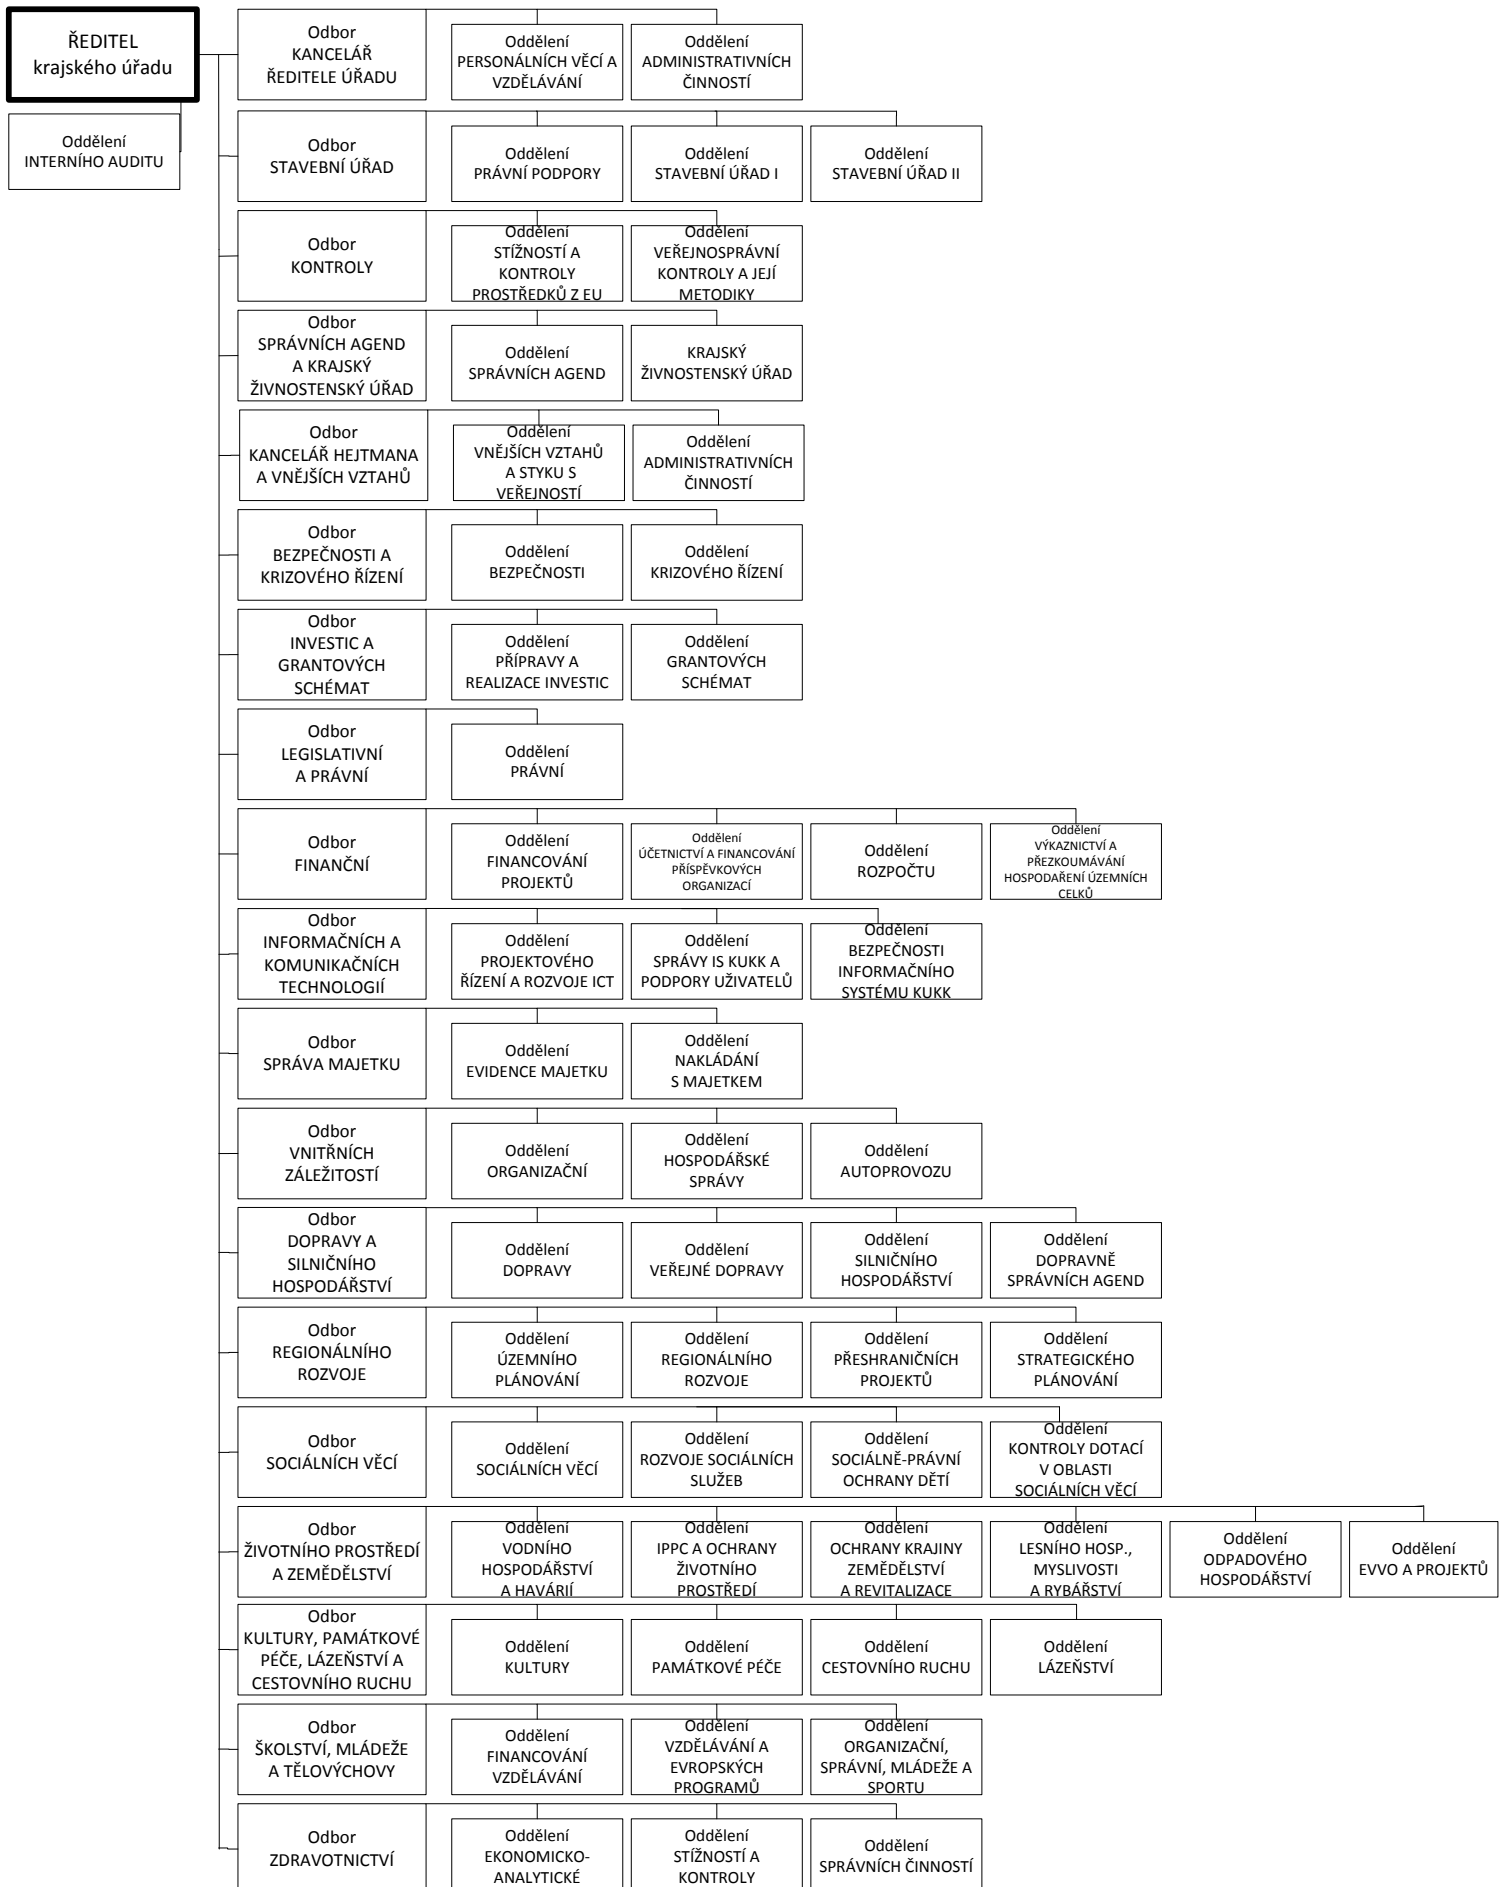 ŘEDITEL
krajského úřadu
Oddělení
INTERNÍHO AUDITU
Odbor
KANCELÁŘ
ŘEDITELE ÚŘADU
Oddělení
PERSONÁLNÍCH VĚCÍ A
VZDĚLÁVÁNÍ
Oddělení
ADMINISTRATIVNÍCH
ČINNOSTÍ
Odbor
STAVEBNÍ ÚŘAD
Oddělení
PRÁVNÍ PODPORY
Oddělení
STAVEBNÍ ÚŘAD I
Oddělení
STAVEBNÍ ÚŘAD II
Odbor
KONTROLY
Oddělení
STÍŽNOSTÍ A
KONTROLY
PROSTŘEDKŮ Z EU
Oddělení
VEŘEJNOSPRÁVNÍ
KONTROLY A JEJÍ
METODIKY
Odbor
SPRÁVNÍCH AGEND
A KRAJSKÝ
ŽIVNOSTENSKÝ ÚŘAD
Oddělení
SPRÁVNÍCH AGEND
KRAJSKÝ
ŽIVNOSTENSKÝ ÚŘAD
Odbor
KANCELÁŘ HEJTMANA
A VNĚJŠÍCH VZTAHŮ
Oddělení
VNĚJŠÍCH VZTAHŮ
A STYKU S
VEŘEJNOSTÍ
Oddělení
ADMINISTRATIVNÍCH
ČINNOSTÍ
Odbor
BEZPEČNOSTI A
KRIZOVÉHO ŘÍZENÍ
Oddělení
BEZPEČNOSTI
Oddělení
KRIZOVÉHO ŘÍZENÍ
Odbor
INVESTIC A
GRANTOVÝCH
SCHÉMAT
Oddělení
PŘÍPRAVY A
REALIZACE INVESTIC
Oddělení
GRANTOVÝCH
SCHÉMAT
Odbor
LEGISLATIVNÍ
A PRÁVNÍ
Oddělení
PRÁVNÍ
Odbor
FINANČNÍ
Oddělení
FINANCOVÁNÍ
PROJEKTŮ
Oddělení
ÚČETNICTVÍ A FINANCOVÁNÍ
PŘÍSPĚVKOVÝCH
ORGANIZACÍ
Oddělení
ROZPOČTU
Oddělení
VÝKAZNICTVÍ A
PŘEZKOUMÁVÁNÍ
HOSPODAŘENÍ ÚZEMNÍCH
CELKŮ
Odbor
INFORMAČNÍCH A
KOMUNIKAČNÍCH
TECHNOLOGIÍ
Oddělení
PROJEKTOVÉHO
ŘÍZENÍ A ROZVOJE ICT
Oddělení
SPRÁVY IS KUKK A
PODPORY UŽIVATELŮ
Oddělení
BEZPEČNOSTI
INFORMAČNÍHO
SYSTÉMU KUKK
Odbor
SPRÁVA MAJETKU
Oddělení
EVIDENCE MAJETKU
Oddělení
NAKLÁDÁNÍ
S MAJETKEM
Odbor
VNITŘNÍCH
ZÁLEŽITOSTÍ
Oddělení
ORGANIZAČNÍ
Oddělení
HOSPODÁŘSKÉ
SPRÁVY
Oddělení
AUTOPROVOZU
Odbor
DOPRAVY A
SILNIČNÍHO
HOSPODÁŘSTVÍ
Oddělení
DOPRAVY
Oddělení
VEŘEJNÉ DOPRAVY
Oddělení
SILNIČNÍHO
HOSPODÁŘSTVÍ
Oddělení
DOPRAVNĚ
SPRÁVNÍCH AGEND
Odbor
REGIONÁLNÍHO
ROZVOJE
Oddělení
ÚZEMNÍHO
PLÁNOVÁNÍ
Oddělení
REGIONÁLNÍHO
ROZVOJE
Oddělení
PŘESHRANIČNÍCH
PROJEKTŮ
Oddělení
STRATEGICKÉHO
PLÁNOVÁNÍ
Odbor
SOCIÁLNÍCH VĚCÍ
Oddělení
SOCIÁLNÍCH VĚCÍ
Oddělení
ROZVOJE SOCIÁLNÍCH
SLUŽEB
Oddělení
SOCIÁLNĚ-PRÁVNÍ
OCHRANY DĚTÍ
Oddělení
KONTROLY DOTACÍ
V OBLASTI
SOCIÁLNÍCH VĚCÍ
Odbor
ŽIVOTNÍHO PROSTŘEDÍ
A ZEMĚDĚLSTVÍ
Oddělení
VODNÍHO
HOSPODÁŘSTVÍ
A HAVÁRIÍ
Oddělení
IPPC A OCHRANY
ŽIVOTNÍHO
PROSTŘEDÍ
Oddělení
OCHRANY KRAJINY
ZEMĚDĚLSTVÍ
A REVITALIZACE
Oddělení
LESNÍHO HOSP.,
MYSLIVOSTI
A RYBÁŘSTVÍ
Oddělení
ODPADOVÉHO
HOSPODÁŘSTVÍ
Oddělení
EVVO A PROJEKTŮ
Odbor
KULTURY, PAMÁTKOVÉ
PÉČE, LÁZEŇSTVÍ A
CESTOVNÍHO RUCHU
Oddělení
KULTURY
Oddělení
PAMÁTKOVÉ PÉČE
Oddělení
CESTOVNÍHO RUCHU
Oddělení
LÁZEŇSTVÍ
Odbor
ŠKOLSTVÍ, MLÁDEŽE
A TĚLOVÝCHOVY
Oddělení
FINANCOVÁNÍ
VZDĚLÁVÁNÍ
Oddělení
VZDĚLÁVÁNÍ A
EVROPSKÝCH
PROGRAMŮ
Oddělení
ORGANIZAČNÍ,
SPRÁVNÍ, MLÁDEŽE A
SPORTU
Odbor
ZDRAVOTNICTVÍ
Oddělení
EKONOMICKO-
ANALYTICKÉ
Oddělení
STÍŽNOSTÍ A
KONTROLY
Oddělení
SPRÁVNÍCH ČINNOSTÍ